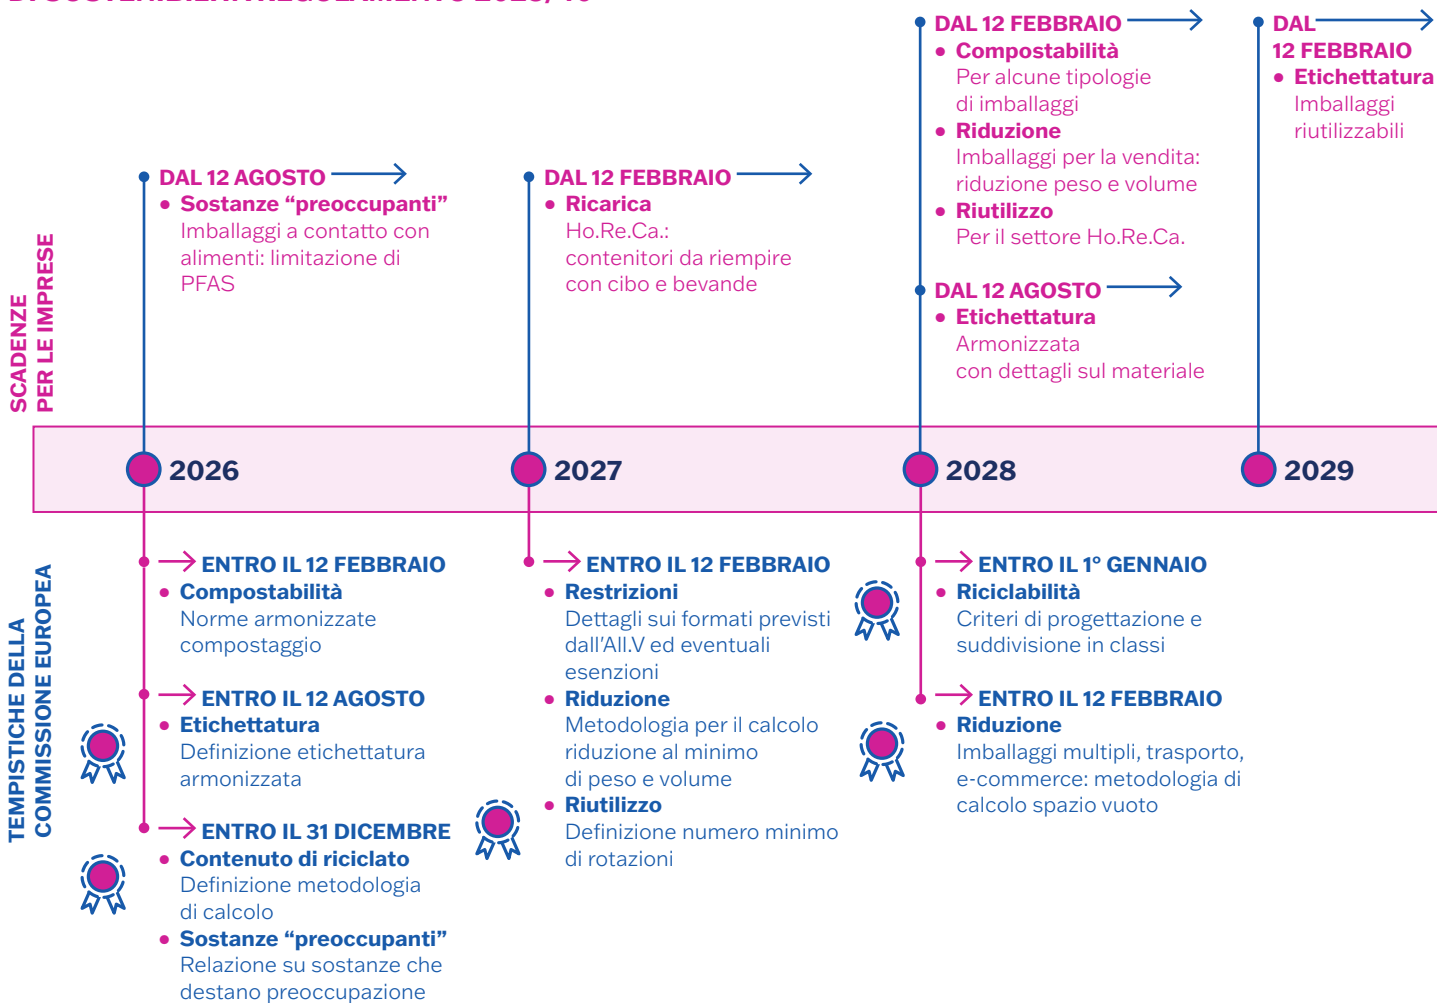 SCADENZE
PER LE IMPRESE
DAL 12 AGOSTO
• Sostanze “preoccupanti”
Imballaggi a contatto con
alimenti: limitazione di
PFAS
DAL 12 FEBBRAIO
• Ricarica
Ho.Re.Ca.:
contenitori da riempire
con cibo e bevande
DAL 12 FEBBRAIO
• Compostabilità
Per alcune tipologie
di imballaggi
• Riduzione
Imballaggi per la vendita:
riduzione peso e volume
• Riutilizzo
Per il settore Ho.Re.Ca.
DAL 12 AGOSTO
• Etichettatura
Armonizzata
con dettagli sul materiale
DAL
12 FEBBRAIO
• Etichettatura
Imballaggi
riutilizzabili
2026
2027
2028
2029
TEMPISTICHE DELLA
COMMISSIONE EUROPEA
ENTRO IL 12 FEBBRAIO
• Compostabilità
Norme armonizzate
compostaggio
ENTRO IL 12 AGOSTO
• Etichettatura
Definizione etichettatura
armonizzata
ENTRO IL 31 DICEMBRE
• Contenuto di riciclato
Definizione metodologia
di calcolo
• Sostanze “preoccupanti”
Relazione su sostanze che
destano preoccupazione
ENTRO IL 12 FEBBRAIO
• Restrizioni
Dettagli sui formati previsti
dall'All.V ed eventuali
esenzioni
• Riduzione
Metodologia per il calcolo
riduzione al minimo
di peso e volume
• Riutilizzo
Definizione numero minimo
di rotazioni
ENTRO IL 1° GENNAIO
• Riciclabilità
Criteri di progettazione e
suddivisione in classi
ENTRO IL 12 FEBBRAIO
• Riduzione
Imballaggi multipli, trasporto,
e-commerce: metodologia di
calcolo spazio vuoto